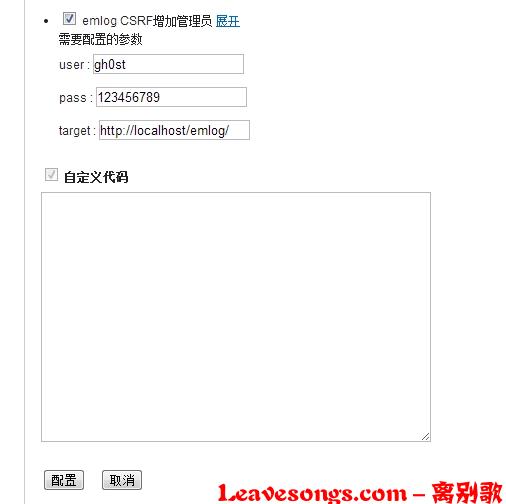 emlog CSRF增加管理员 展开
需要配置的参数
user : gh0st
pass : 123456789
target : http://localhost/emlog/
自定义代码
配置 取消
Leavesongs.com – 离别歌